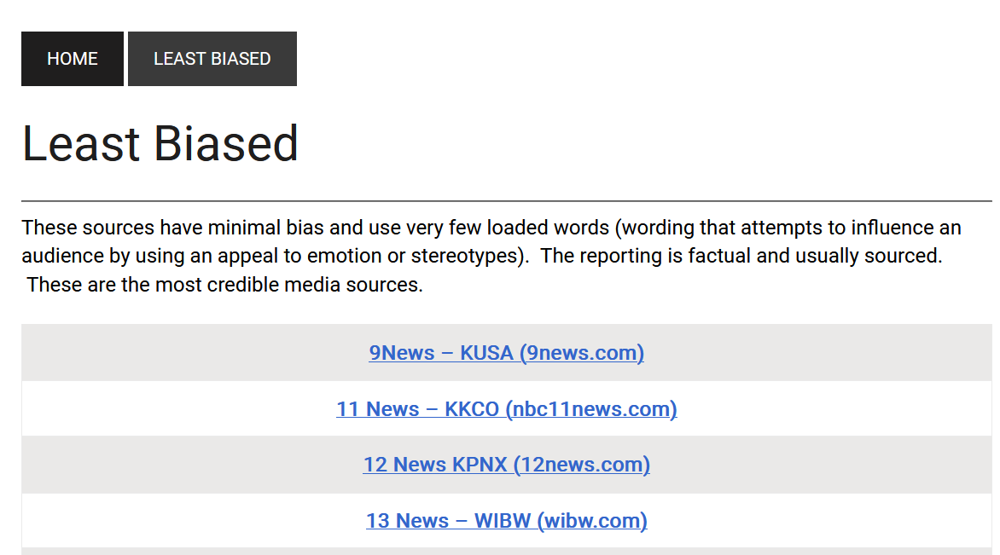 HOME
LEAST BIASED
Least Biased
These sources have minimal bias and use very few loaded words (wording that attempts to influence an
audience by using an appeal to emotion or stereotypes).  The reporting is factual and usually sourced.
These are the most credible media sources.
9News – KUSA (9news.com)
11 News – KKCO (nbc11news.com)
12 News KPNX (12news.com)
13 News – WIBW (wibw.com)